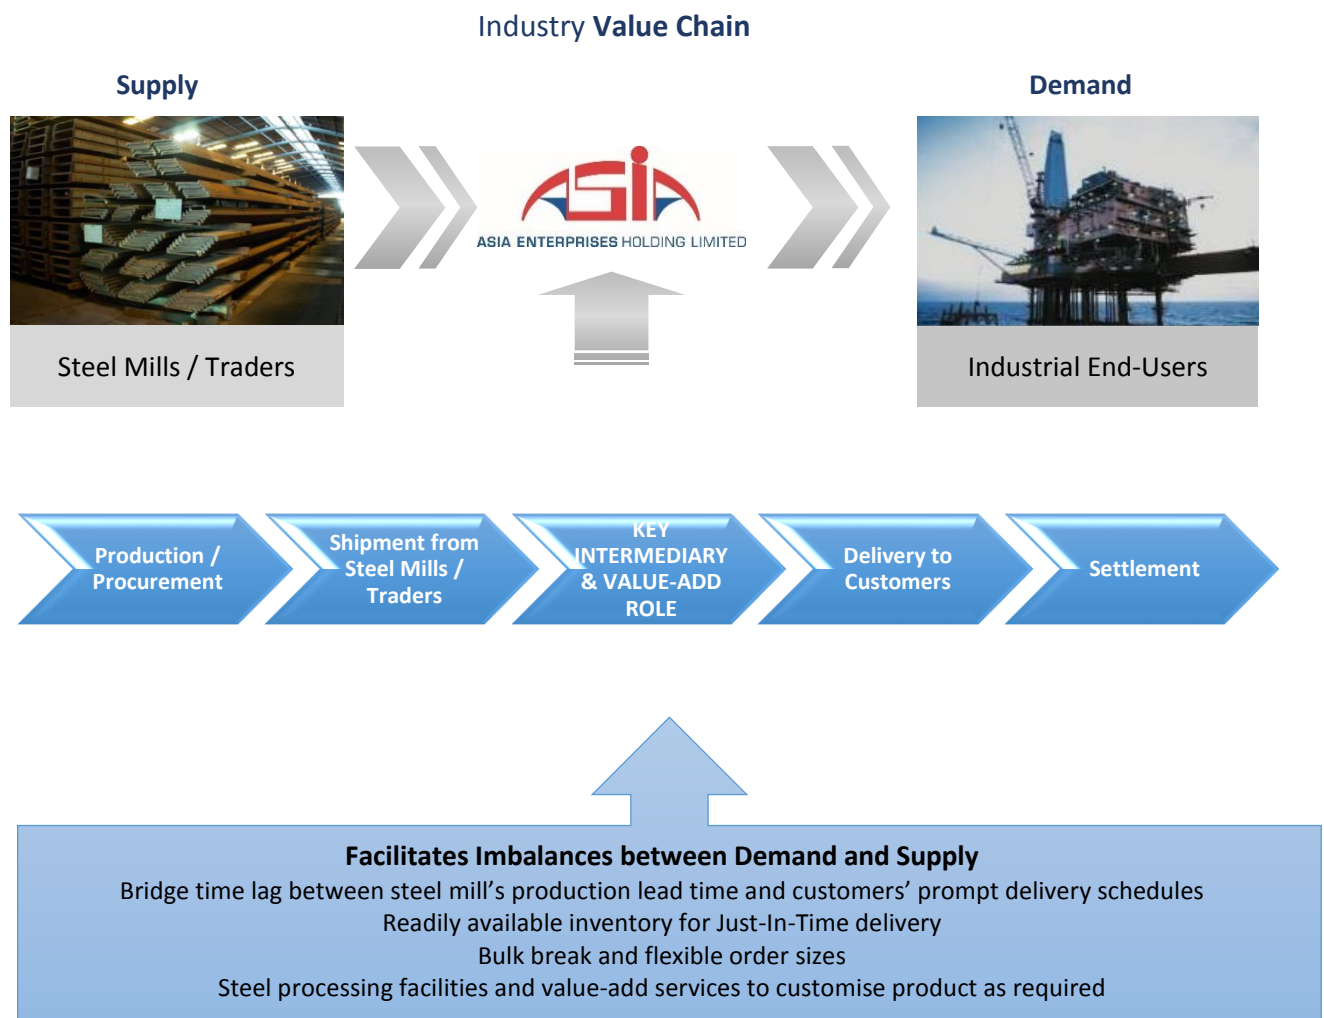 Industry Value Chain
Supply
Demand
ASIA
ASIA ENTERPRISES HOLDING LIMITED
Steel Mills / Traders
Industrial End-Users
Production /
Procurement
Shipment from
Steel Mills /
Traders
KEY
INTERMEDIARY
& VALUE-ADD
ROLE
Delivery to
Customers
Settlement
Facilitates Imbalances between Demand and Supply
Bridge time lag between steel mill’s production lead time and customers’ prompt delivery schedules
Readily available inventory for Just-In-Time delivery
Bulk break and flexible order sizes
Steel processing facilities and value-add services to customise product as required